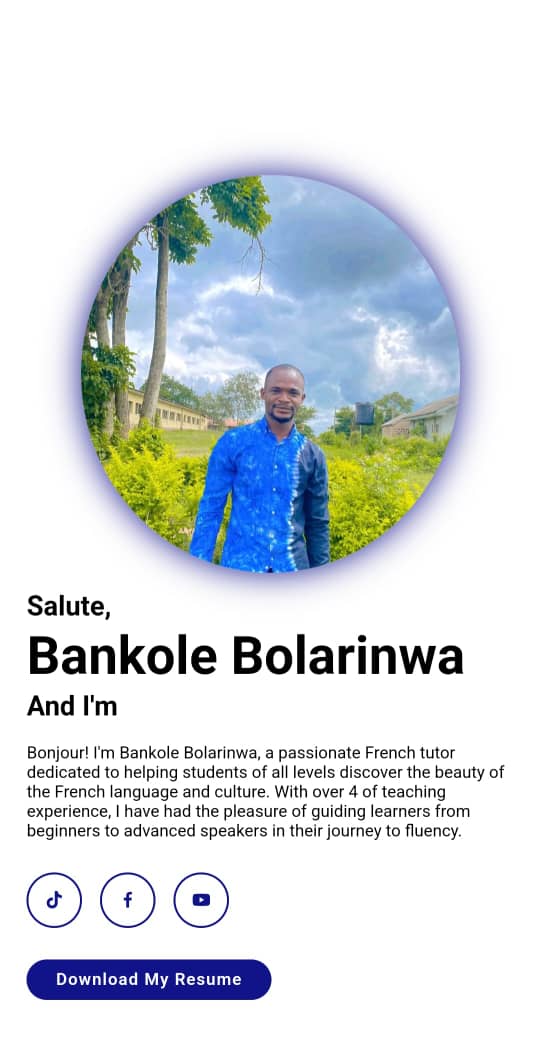 Salute,
Bankole Bolarinwa
And I'm
Bonjour! I'm Bankole Bolarinwa, a passionate French tutor
dedicated to helping students of all levels discover the beauty of
the French language and culture. With over 4 of teaching
experience, I have had the pleasure of guiding learners from
beginners to advanced speakers in their journey to fluency.
Download My Resume